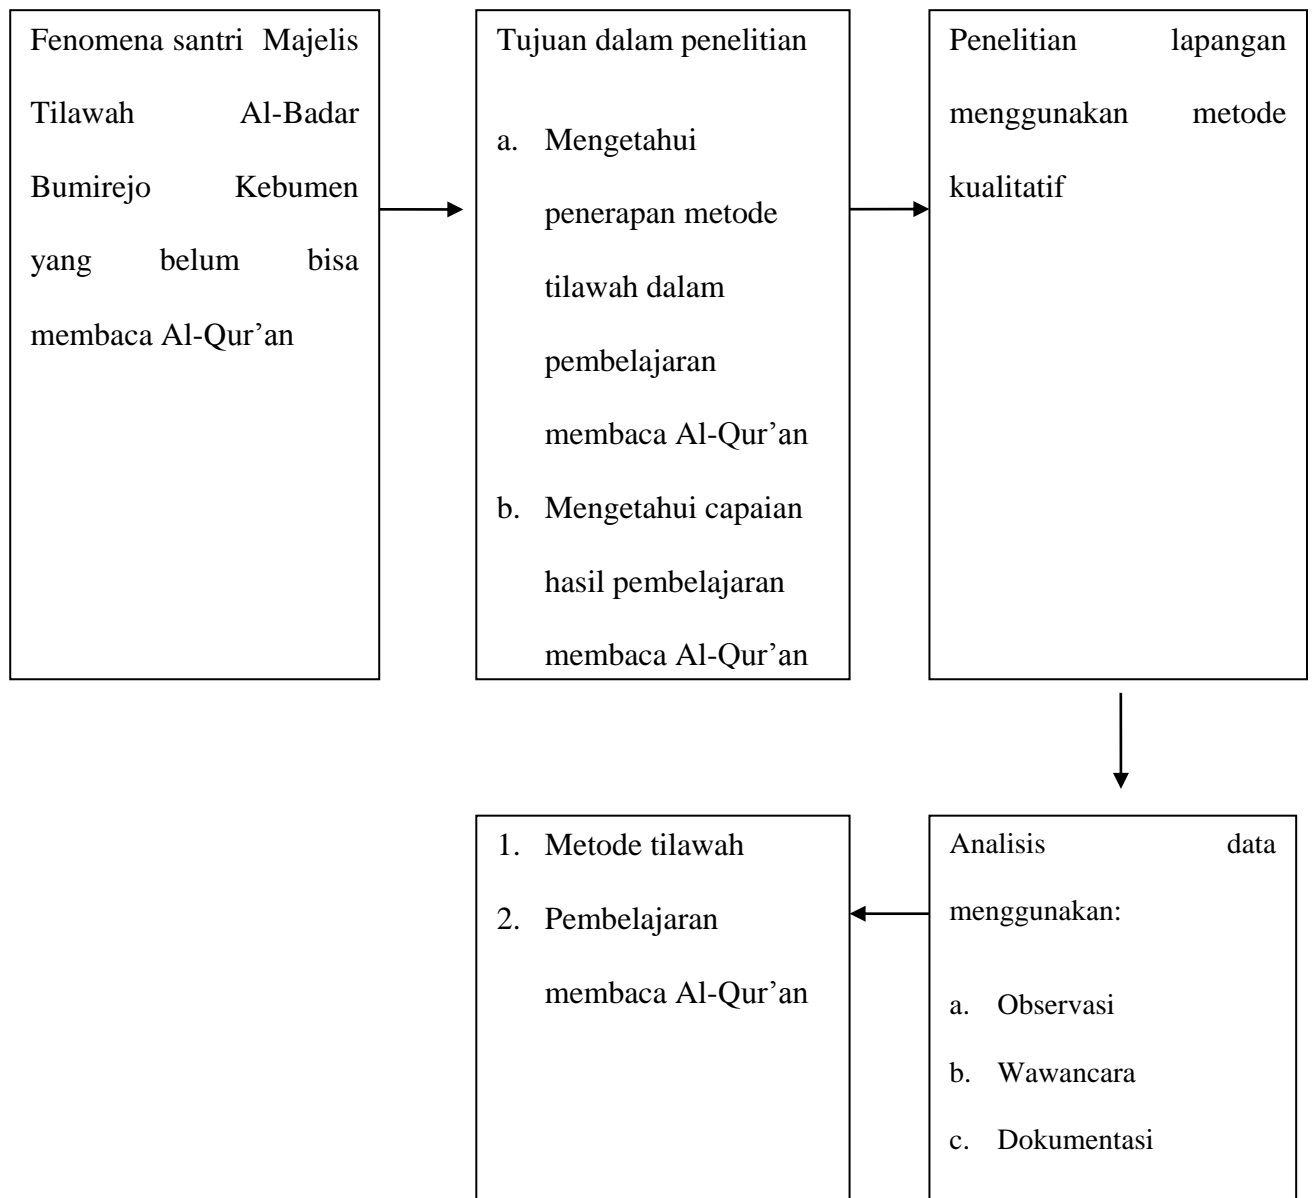 Fenomena santri Majelis
Tilawah Al-Badar
Bumirejo Kebumen
yang belum bisa
membaca Al-Qur’an
Tujuan dalam penelitian
a. Mengetahui
penerapan metode
tilawah dalam
pembelajaran
membaca Al-Qur’an
b. Mengetahui capaian
hasil pembelajaran
membaca Al-Qur’an
Penelitian lapangan
menggunakan metode
kualitatif
Analisis data
menggunakan:
a. Observasi
b. Wawancara
c. Dokumentasi
1. Metode tilawah
2. Pembelajaran
membaca Al-Qur’an